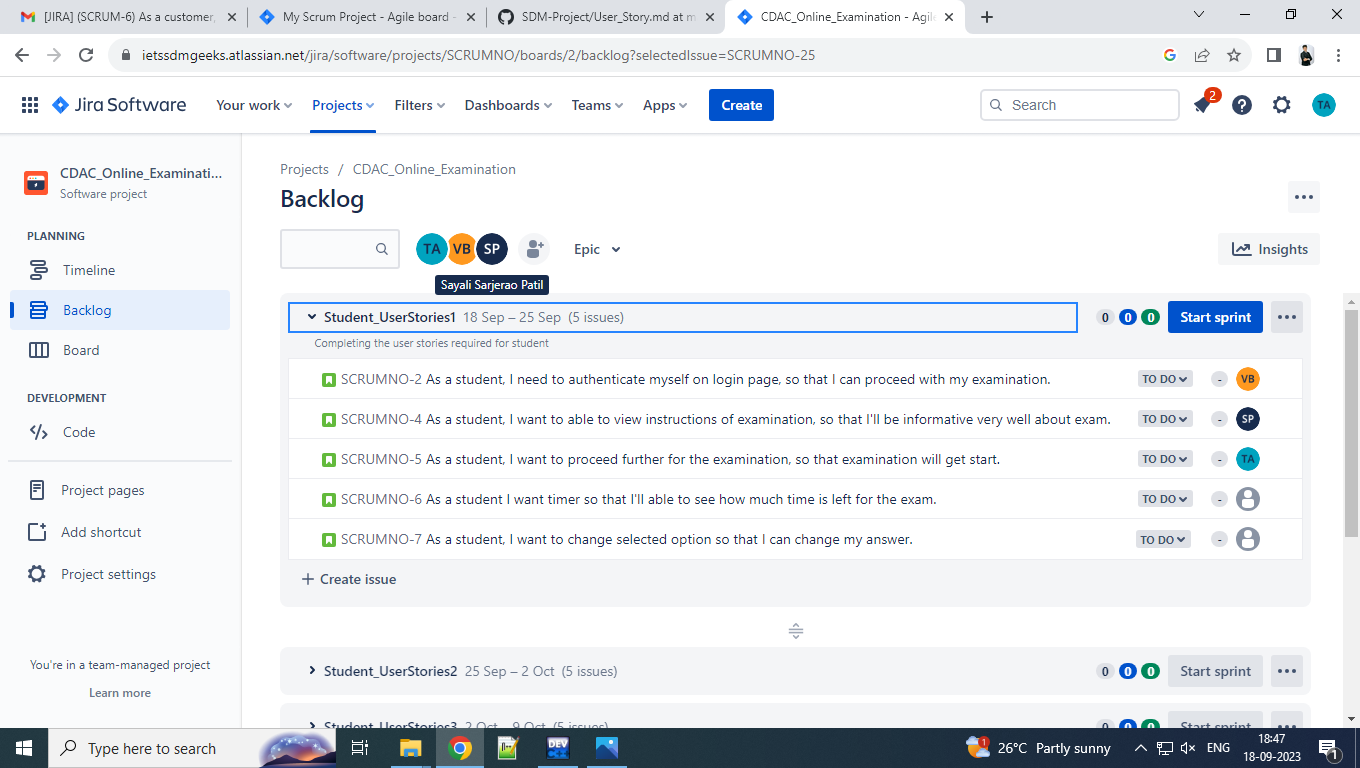 [JIRA] (SCRUM-6) As a customer,
My Scrum Project - Agile board -
SDM-Project/User_Story.md at m
CDAC_Online_Examination - Agile
ietssdmgeeks.atlassian.net/jira/software/projects/SCRUMNO/boards/2/backlog?selectedIssue=SCRUMNO-25
Jira Software
Your work
Projects
Filters
Dashboards
Teams
Apps
Create
Search
2
TA
CDAC_Online_Examinati...
Software project
PLANNING
Timeline
Backlog
Board
DEVELOPMENT
Code
Project pages
Add shortcut
Project settings
You're in a team-managed project
Learn more
Projects / CDAC_Online_Examination
Backlog
TA VB SP
Epic
Insights
Sayali Sarjerao Patil
Student_UserStories1 18 Sep – 25 Sep (5 issues) 0 0 0 Start sprint
Completing the user stories required for student
SCRUMNO-2 As a student, I need to authenticate myself on login page, so that I can proceed with my examination. TO DO - VB
SCRUMNO-4 As a student, I want to able to view instructions of examination, so that I'll be informative very well about exam. TO DO - SP
SCRUMNO-5 As a student, I want to proceed further for the examination, so that examination will get start. TO DO - TA
SCRUMNO-6 As a student I want timer so that I'll able to see how much time is left for the exam. TO DO -
SCRUMNO-7 As a student, I want to change selected option so that I can change my answer. TO DO -
+ Create issue
Student_UserStories2 25 Sep – 2 Oct (5 issues) 0 0 0 Start sprint
Student_UserStories3 2 Oct – 9 Oct (5 issues) 0 0 0 Start sprint
Type here to search
DEV
26°C Partly sunny
ENG
18:47
18-09-2023
1